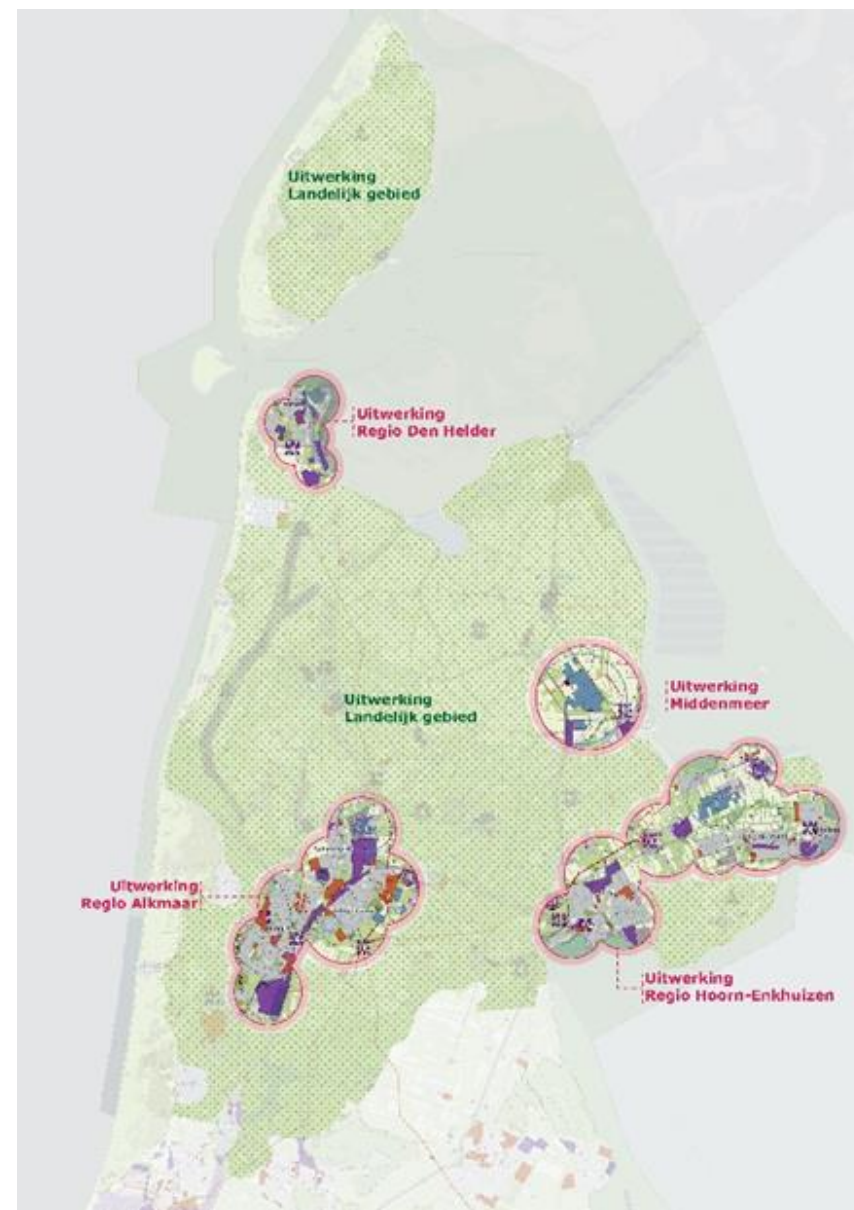 Uitwerking
Landelijk gebied
Uitwerking
Regio Den Helder
Uitwerking
Middenmeer
Uitwerking
Landelijk gebied
Uitwerking
Regio Alkmaar
Uitwerking
Regio Hoorn-Enkhuizen